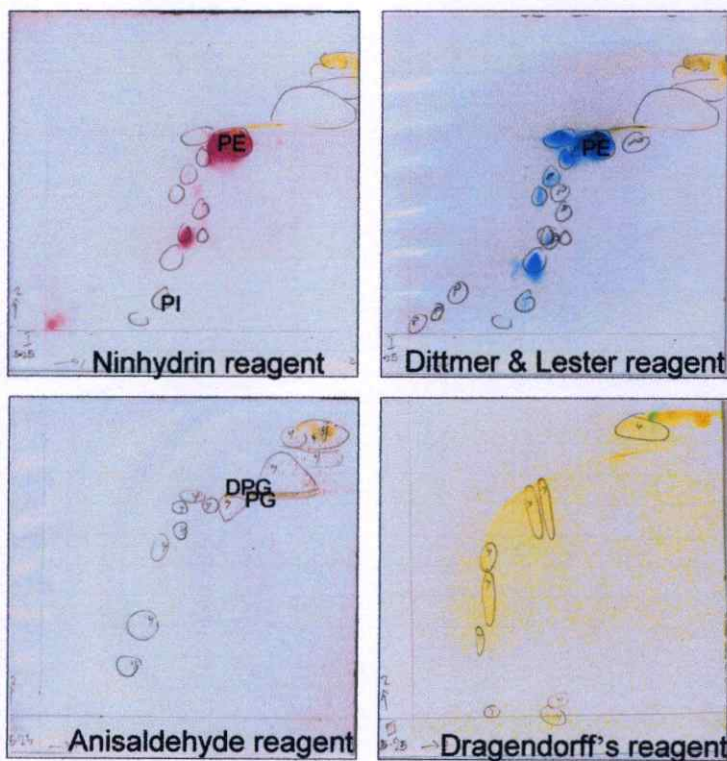 PE
PI
Ninhydrin reagent
PE
Dittmer & Lester reagent
DPG
PG
Anisaldehyde reagent
Dragendorff's reagent